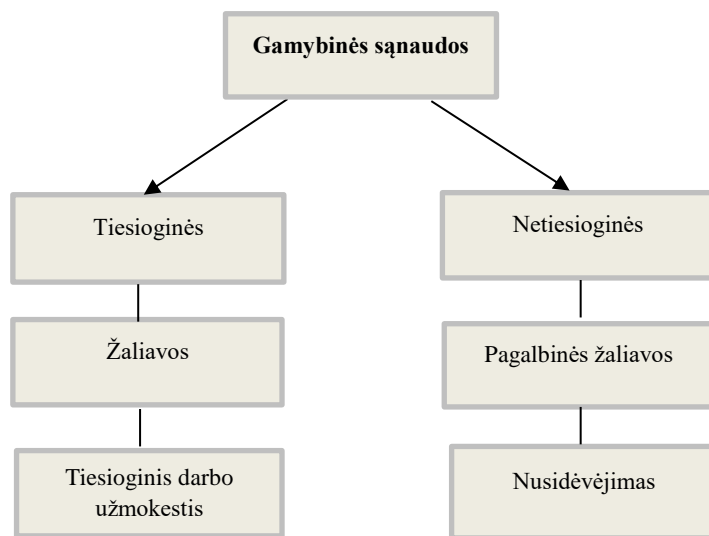 Gamybinės sąnaudos
Tiesioginės
Netiesioginės
Žaliavos
Pagalbinės žaliavos
Tiesioginis darbo
užmokestis
Nusidėvėjimas